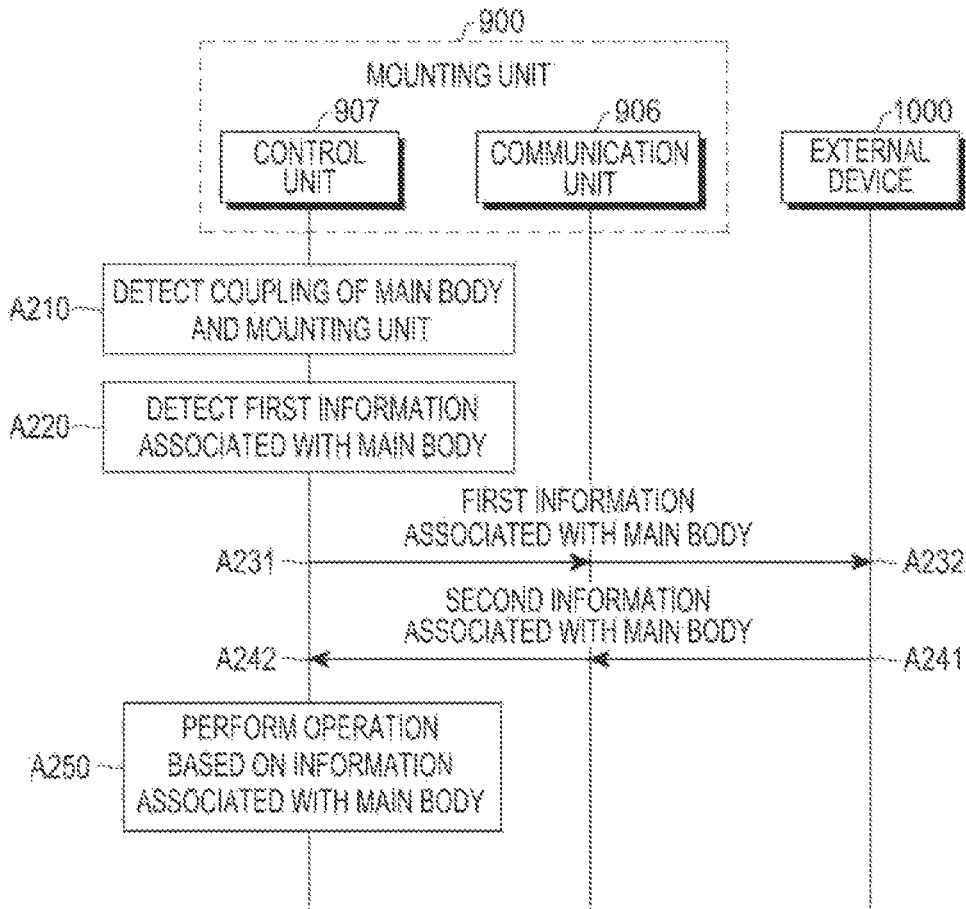 900
MOUNTING UNIT
907
906
1000
CONTROL
UNIT
COMMUNICATION
UNIT
EXTERNAL
DEVICE
A210
DETECT COUPLING OF MAIN BODY
AND MOUNTING UNIT
A220
DETECT FIRST INFORMATION
ASSOCIATED WITH MAIN BODY
FIRST INFORMATION
ASSOCIATED WITH MAIN BODY
A231
A232
SECOND INFORMATION
ASSOCIATED WITH MAIN BODY
A242
A241
A250
PERFORM OPERATION
BASED ON INFORMATION
ASSOCIATED WITH MAIN BODY